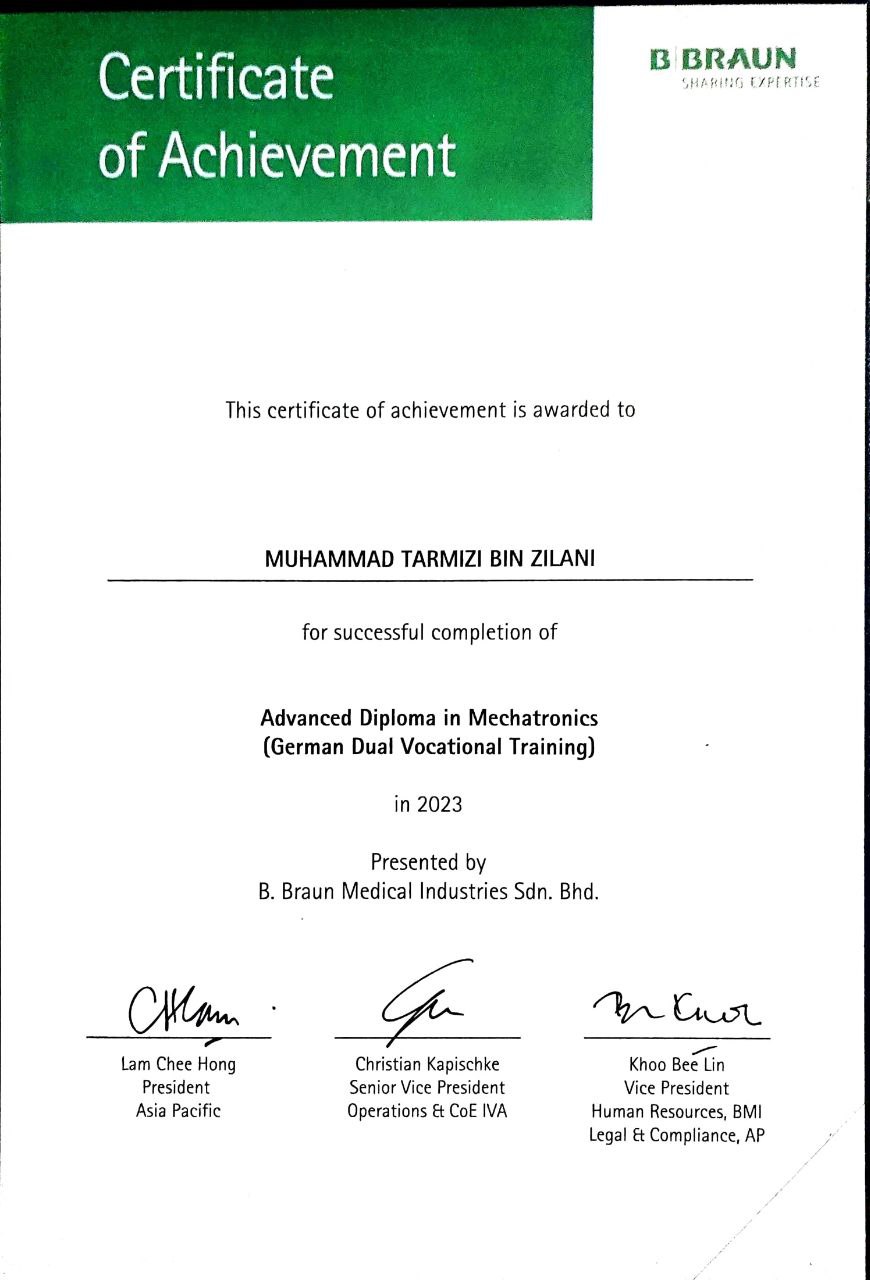 Certificate
of Achievement
B BRAUN
SHARING EXPERTISE
This certificate of achievement is awarded to
MUHAMMAD TARMIZI BIN ZILANI
for successful completion of
Advanced Diploma in Mechatronics
(German Dual Vocational Training)
in 2023
Presented by
B. Braun Medical Industries Sdn. Bhd.
Lam Chee Hong
President
Asia Pacific
Christian Kapischke
Senior Vice President
Operations & CoE IVA
Khoo Bee Lin
Vice President
Human Resources, BMI
Legal & Compliance, AP